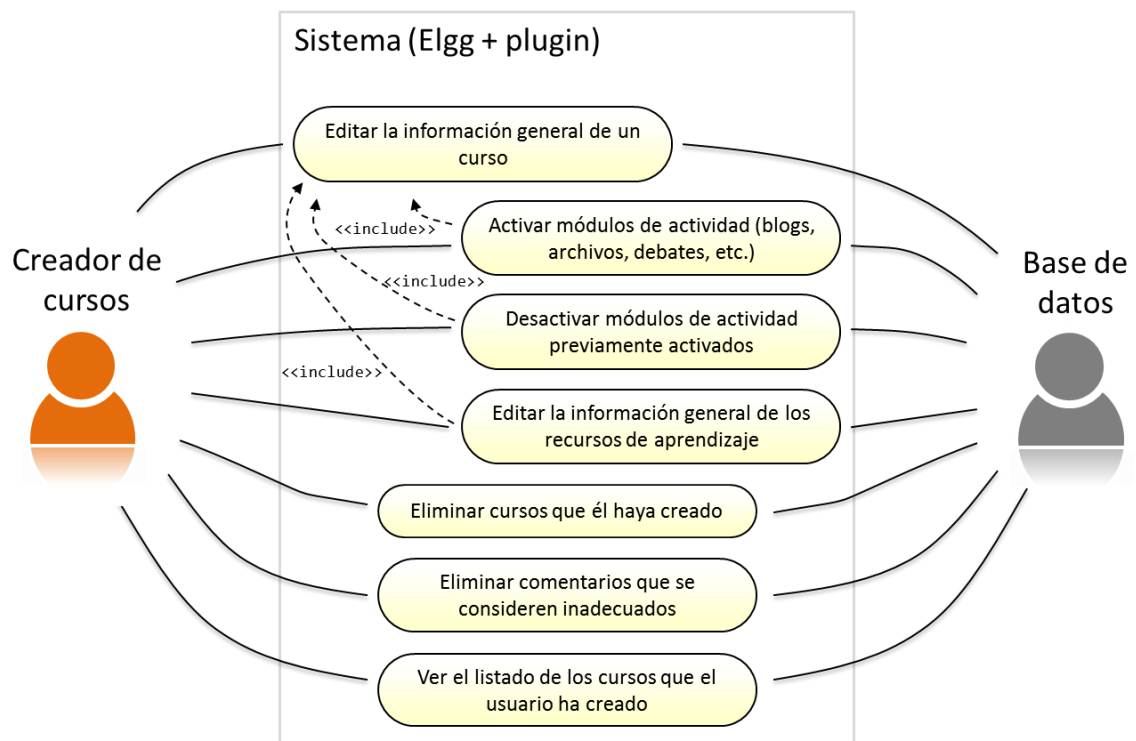 Sistema (Elgg + plugin)
Editar la información general de un
curso
<<include>>
Activar módulos de actividad (blogs,
archivos, debates, etc.)
Creador de
cursos
Base de
datos
<<include>>
Desactivar módulos de actividad
previamente activados
<<include>>
Editar la información general de los
recursos de aprendizaje
Eliminar cursos que él haya creado
Eliminar comentarios que se
consideren inadecuados
Ver el listado de los cursos que el
usuario ha creado